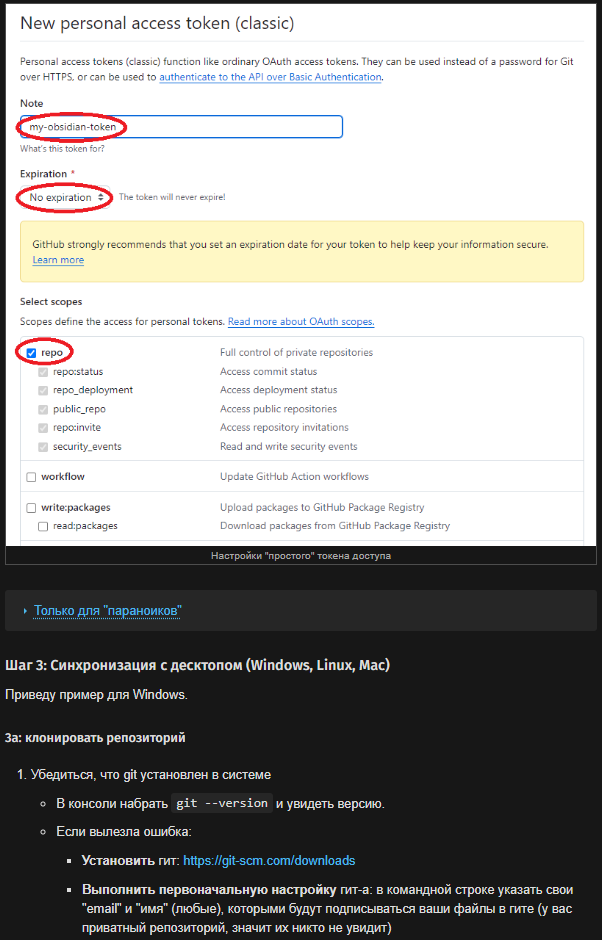 New personal access token (classic)
Personal access tokens (classic) function like ordinary OAuth access tokens. They can be used instead of a password for Git
over HTTPS, or can be used to authenticate to the API over Basic Authentication.
Note
my-obsidian-token
What's this token for?
Expiration *
No expiration The token will never expire!
GitHub strongly recommends that you set an expiration date for your token to help keep your information secure.
Learn more
Select scopes
Scopes define the access for personal tokens. Read more about OAuth scopes.
repo Full control of private repositories
repo:status Access commit status
repo_deployment Access deployment status
public_repo Access public repositories
repo:invite Access repository invitations
security_events Read and write security events
workflow Update GitHub Action workflows
write:packages Upload packages to GitHub Package Registry
read:packages Download packages from GitHub Package Registry
Настройки "простого" токена доступа
Только для "параноиков"
Шаг 3: Синхронизация с десктопом (Windows, Linux, Mac)
Приведу пример для Windows.
3а: клонировать репозиторий
1. Убедиться, что git установлен в системе
В консоли набрать git --version и увидеть версию.
Если вылезла ошибка:
Установить гит: https://git-scm.com/downloads
Выполнить первоначальную настройку гит-а: в командной строке указать свои
"email" и "имя" (любые), которыми будут подписываться ваши файлы в гите (у вас
приватный репозиторий, значит их никто не увидит)